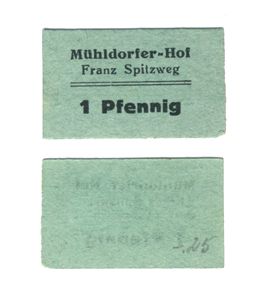 Mühldorfer-Hof
Franz Spitzweg
1 Pfennig